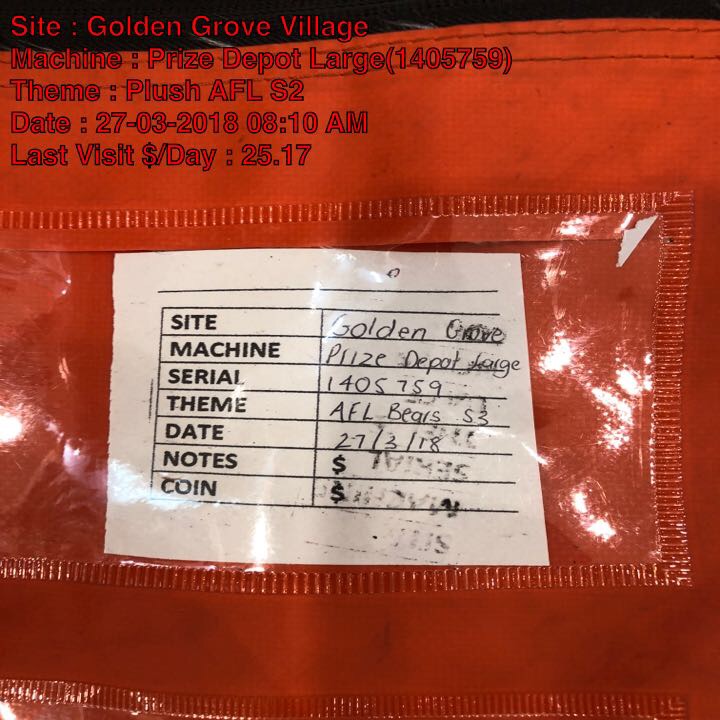 Site : Golden Grove Village
Machine : Prize Depot Large(1405759)
Theme : Plush AFL S2
Date : 27-03-2018 08:10 AM
Last Visit $/Day : 25.17
SITE Golden Grove
MACHINE Prize Depot Large
SERIAL 1405759
THEME AFL Bears S3
DATE 27/3/18
NOTES $
COIN $